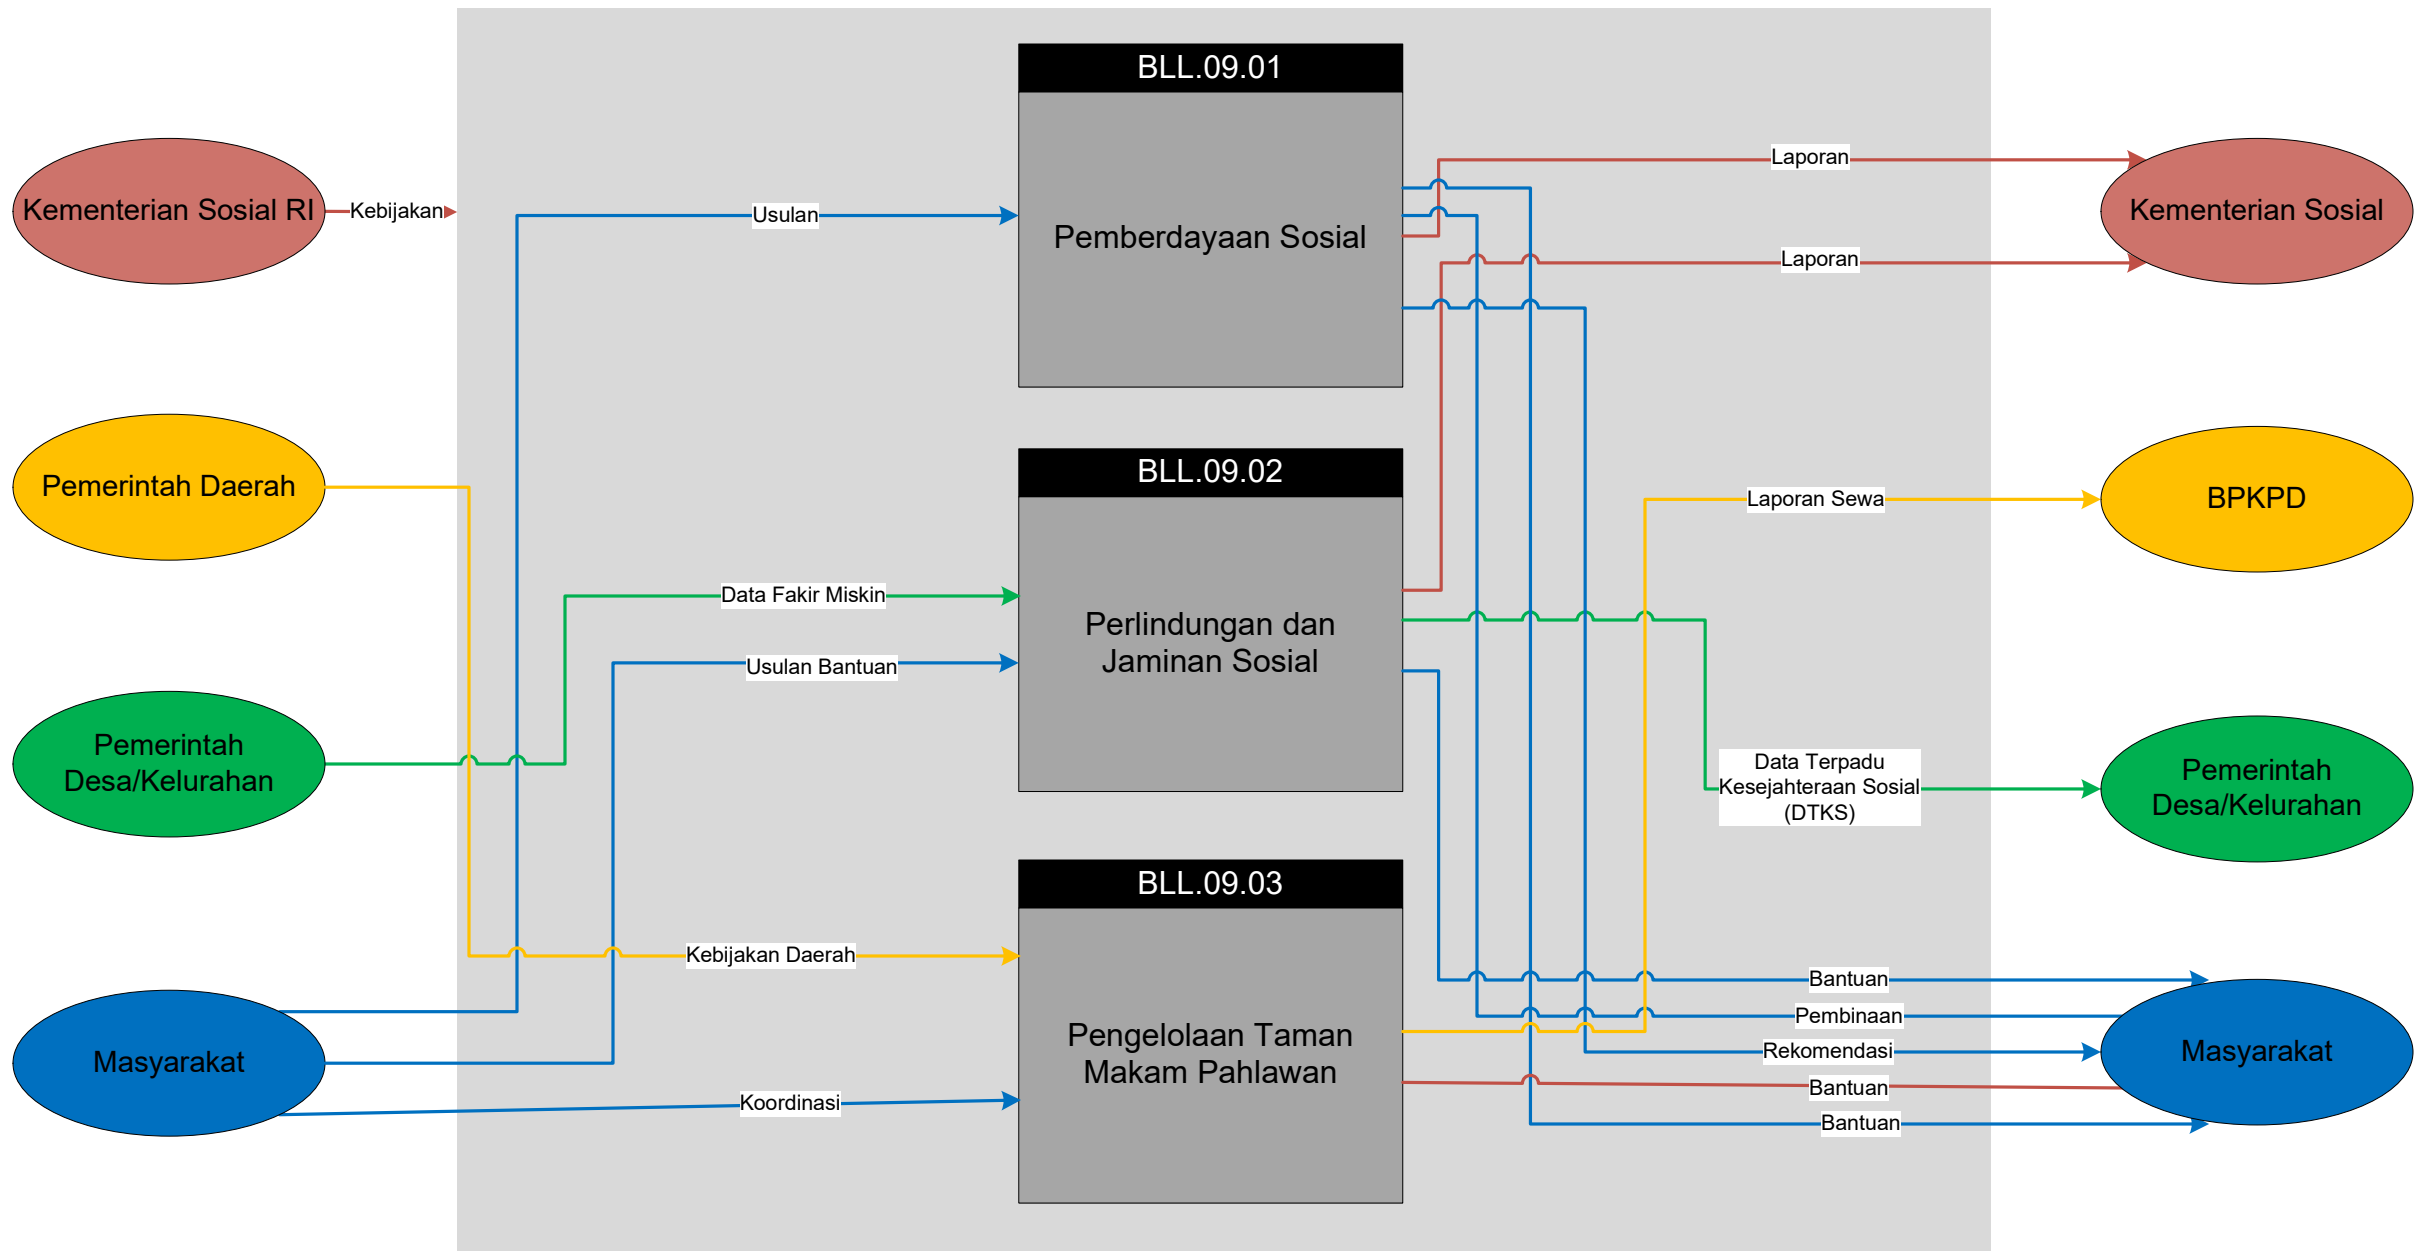 BLL.09.01
Pemberdayaan Sosial
Kementerian Sosial RI
Kebijakan
Usulan
Laporan
Laporan
Kementerian Sosial
Pemerintah Daerah
BLL.09.02
Perlindungan dan
Jaminan Sosial
Data Fakir Miskin
Usulan Bantuan
Laporan Sewa
BPKPD
Pemerintah
Desa/Kelurahan
Data Terpadu
Kesejahteraan Sosial
(DTKS)
Pemerintah
Desa/Kelurahan
BLL.09.03
Pengelolaan Taman
Makam Pahlawan
Kebijakan Daerah
Masyarakat
Koordinasi
Bantuan
Pembinaan
Rekomendasi
Bantuan
Bantuan
Masyarakat